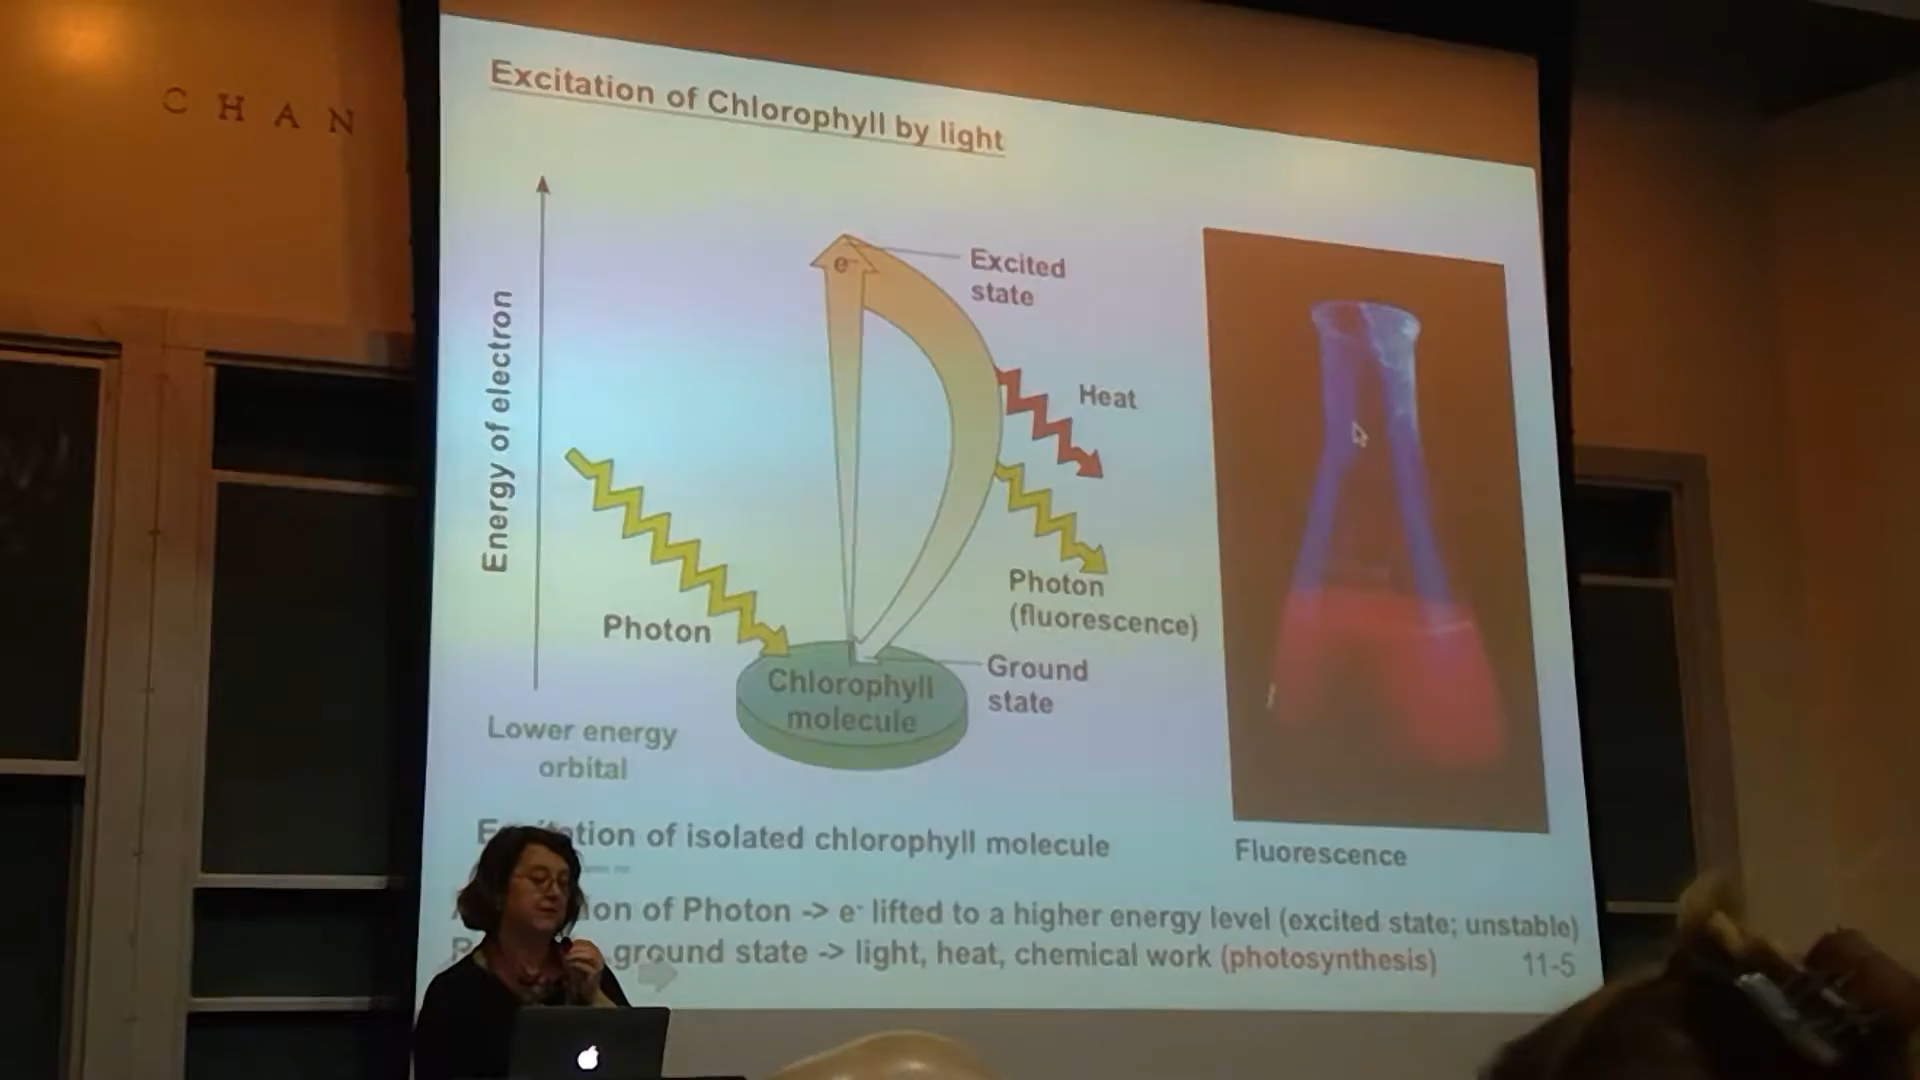 CHAN
Excitation of Chlorophyll by light
Energy of electron
e-
Excited
state
Heat
Photon
Photon
(fluorescence)
Chlorophyll
molecule
Ground
state
Lower energy
orbital
tion of isolated chlorophyll molecule
Fluorescence
ion of Photon -> e- lifted to a higher energy level (excited state; unstable)
ground state -> light, heat, chemical work (photosynthesis)
11-5